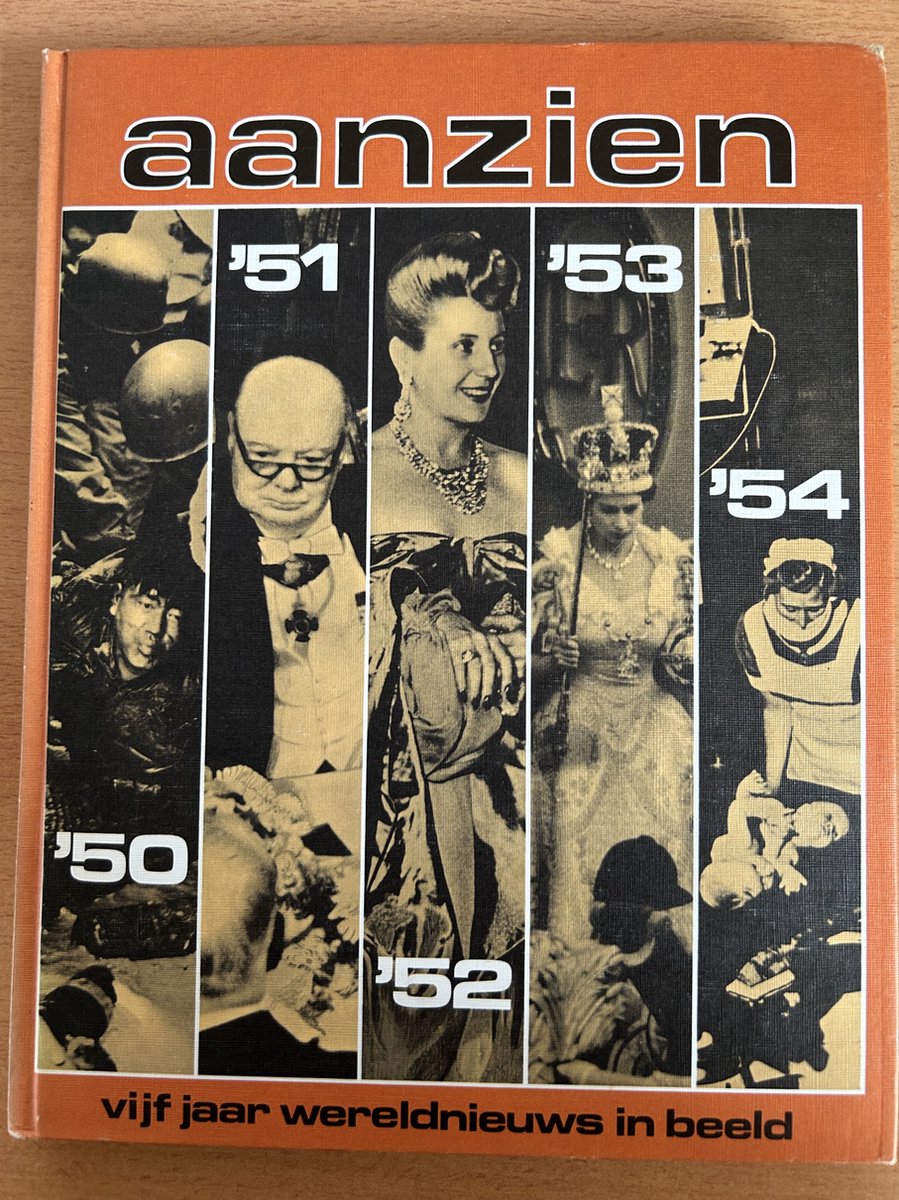 aanzien
'50
'51
'52
'53
'54
vijf jaar wereldnieuws in beeld